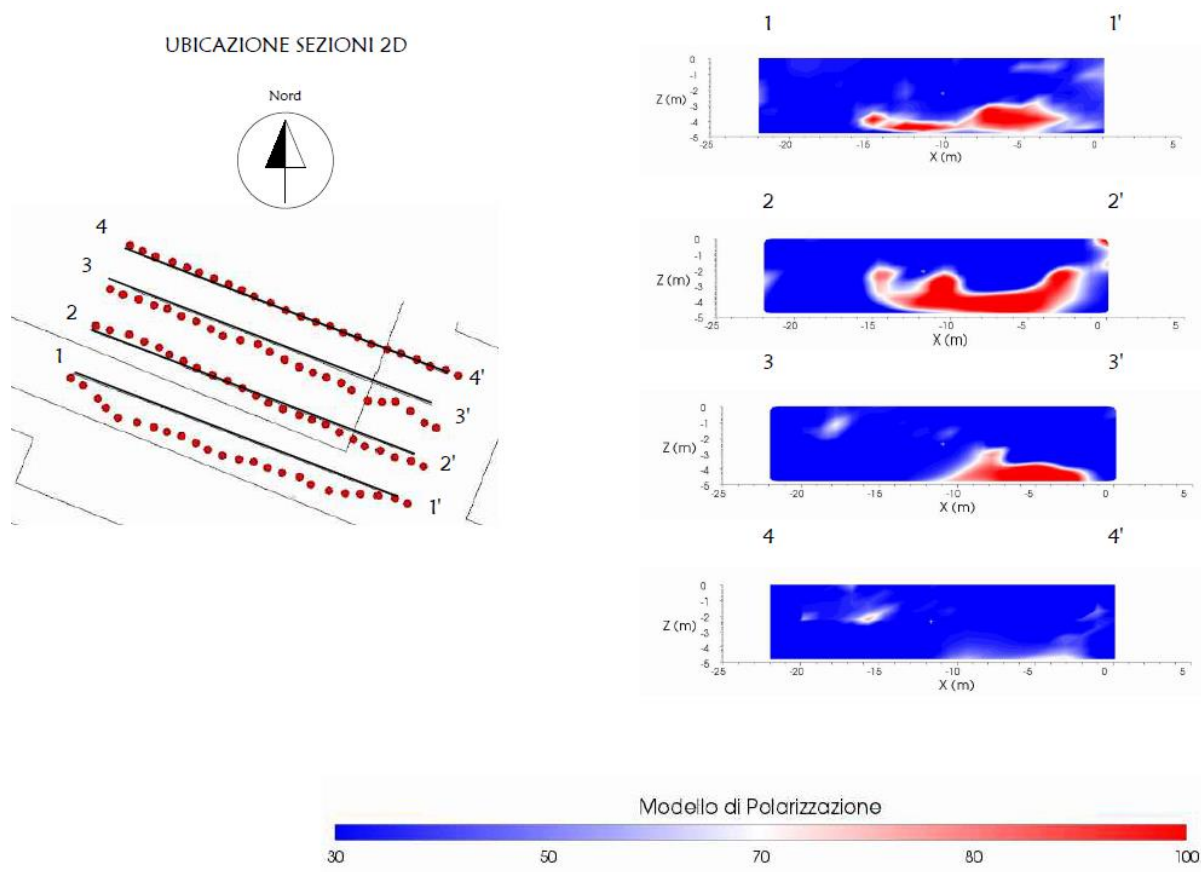 UBICAZIONE SEZIONI 2D
Nord
4
3
2
1
4'
3'
2'
1'
1 1'
0
-1
-2
Z (m) -3
-4
-5
-25 -20 -15 -10 -5 0 5
X (m)
2 2'
0
-1
-2
Z (m) -3
-4
-5
-25 -20 -15 -10 -5 0 5
X (m)
3 3'
0
-1
-2
Z (m) -3
-4
-5
-25 -20 -15 -10 -5 0 5
X (m)
4 4'
0
-1
-2
Z (m) -3
-4
-5
-25 -20 -15 -10 -5 0 5
X (m)
Modello di Polarizzazione
30 50 70 80 100